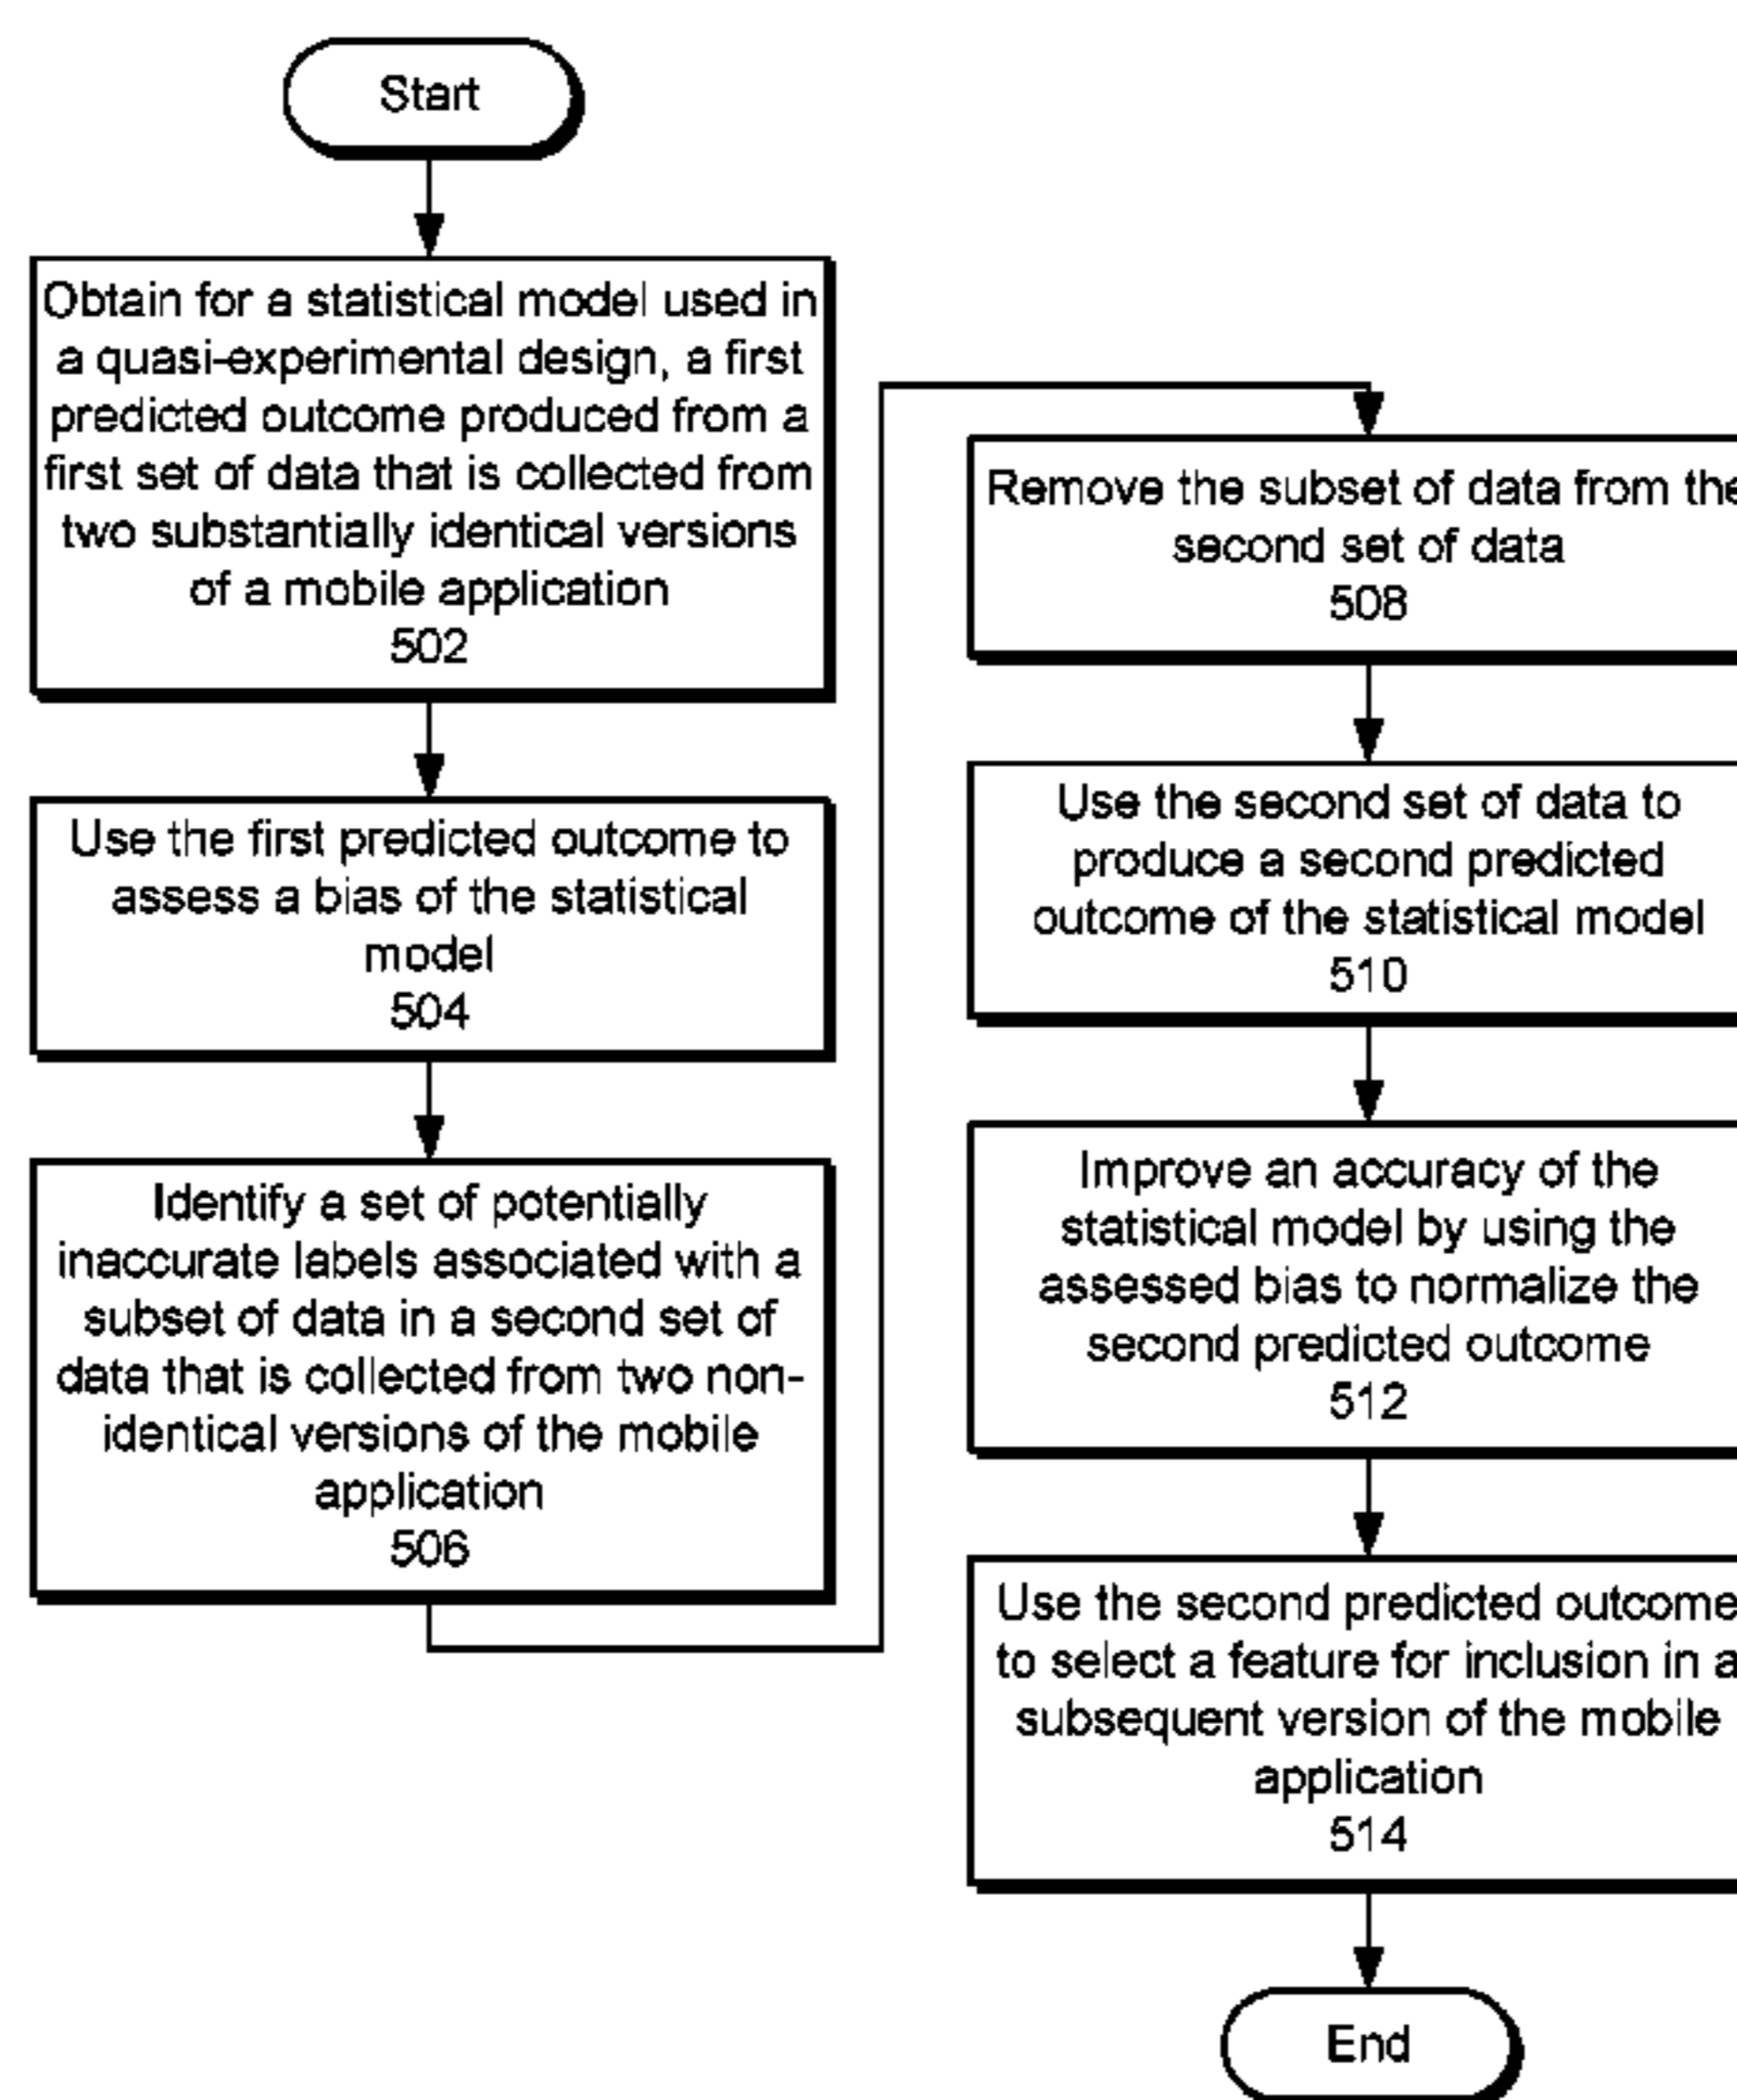 Start
Obtain for a statistical model used in
a quasi-experimental design, a first
predicted outcome produced from a
first set of data that is collected from
two substantially identical versions
of a mobile application
502
Use the first predicted outcome to
assess a bias of the statistical
model
504
Identify a set of potentially
inaccurate labels associated with a
subset of data in a second set of
data that is collected from two non-
identical versions of the mobile
application
506
Remove the subset of data from the
second set of data
508
Use the second set of data to
produce a second predicted
outcome of the statistical model
510
Improve an accuracy of the
statistical model by using the
assessed bias to normalize the
second predicted outcome
512
Use the second predicted outcome
to select a feature for inclusion in a
subsequent version of the mobile
application
514
End